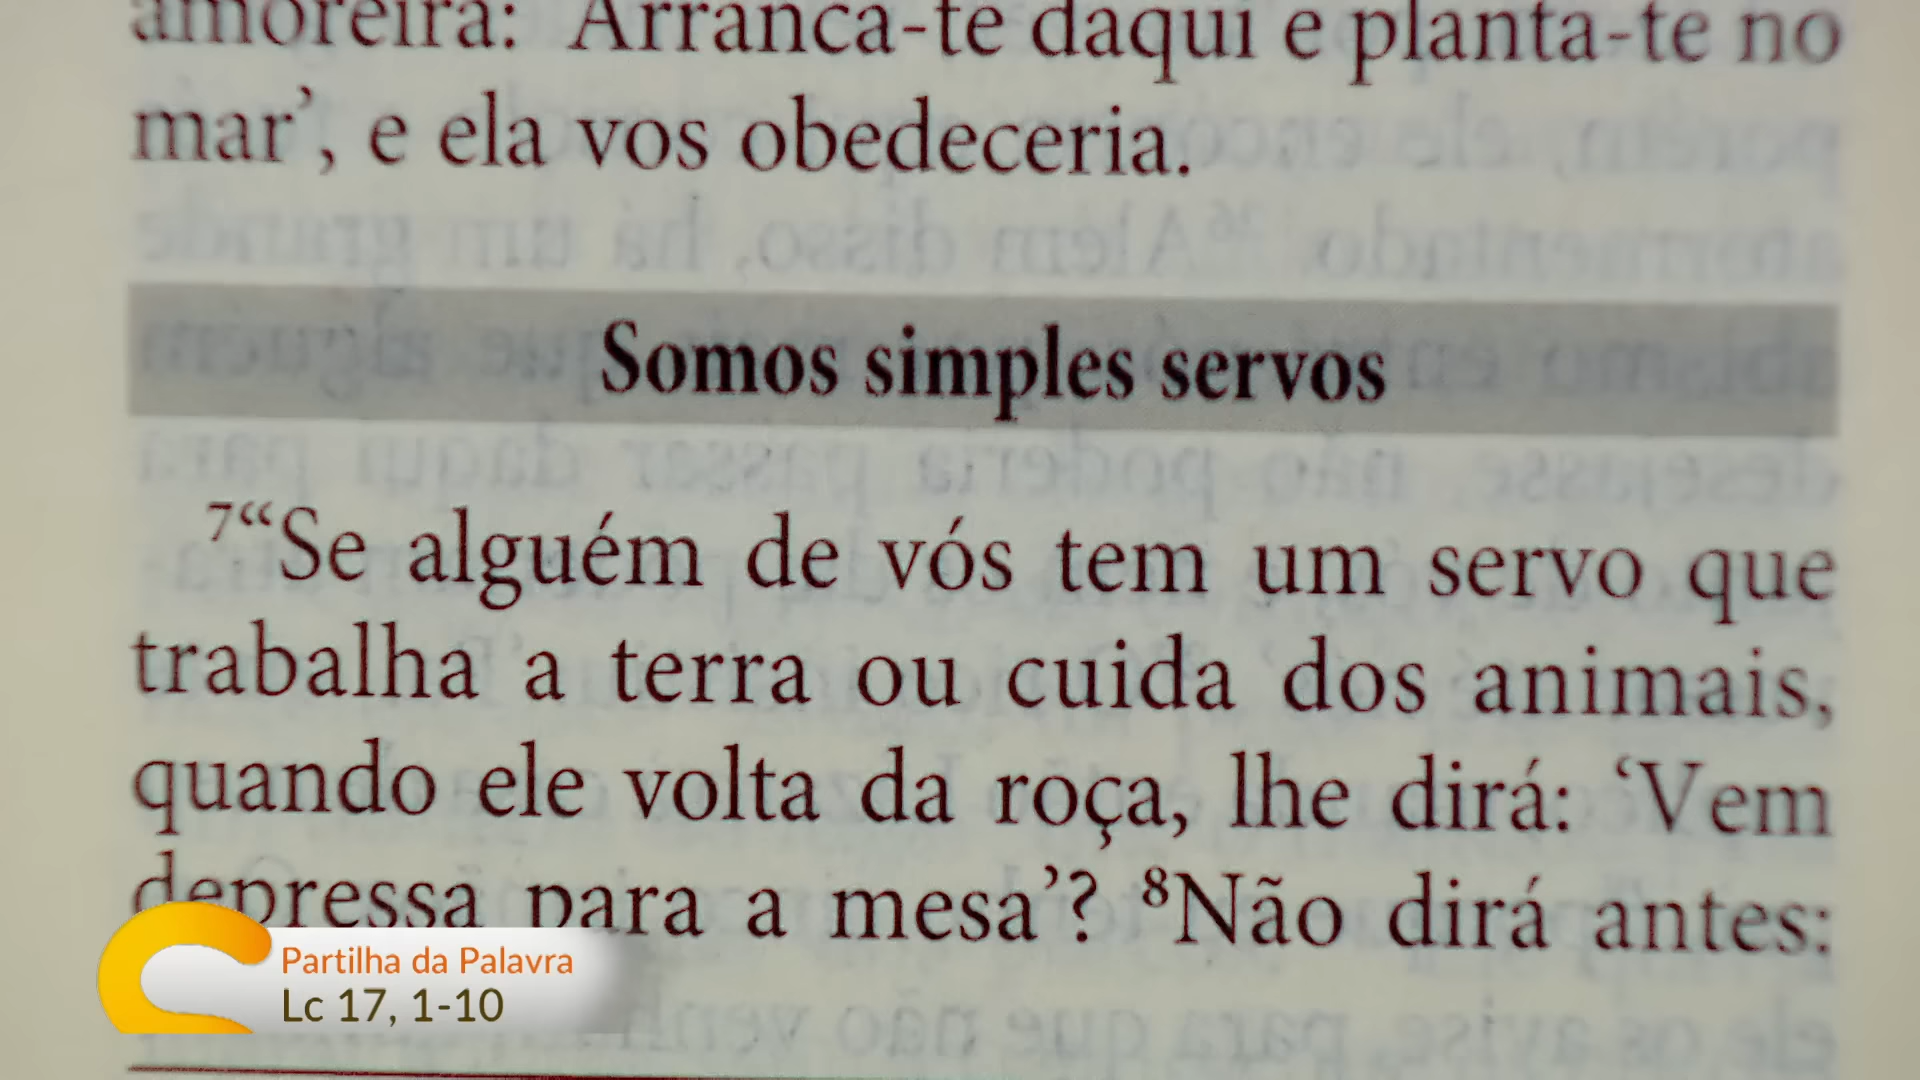 amoreira: Arranca-te daqui e planta-te no
mar’, e ela vos obedeceria.
Somos simples servos
7“Se alguém de vós tem um servo que
trabalha a terra ou cuida dos animais,
quando ele volta da roça, lhe dirá: ‘Vem
depressa para a mesa’? 8Não dirá antes:
Partilha da Palavra
Lc 17, 1-10